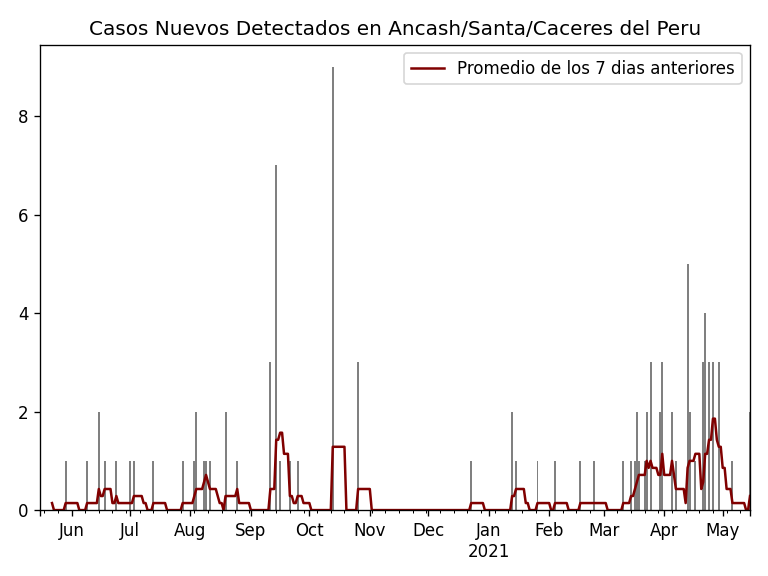 Casos Nuevos Detectados en Ancash/Santa/Caceres del Peru
Promedio de los 7 dias anteriores
8
6
4
2
0
Jun Jul Aug Sep Oct Nov Dec Jan Feb Mar Apr May
2021